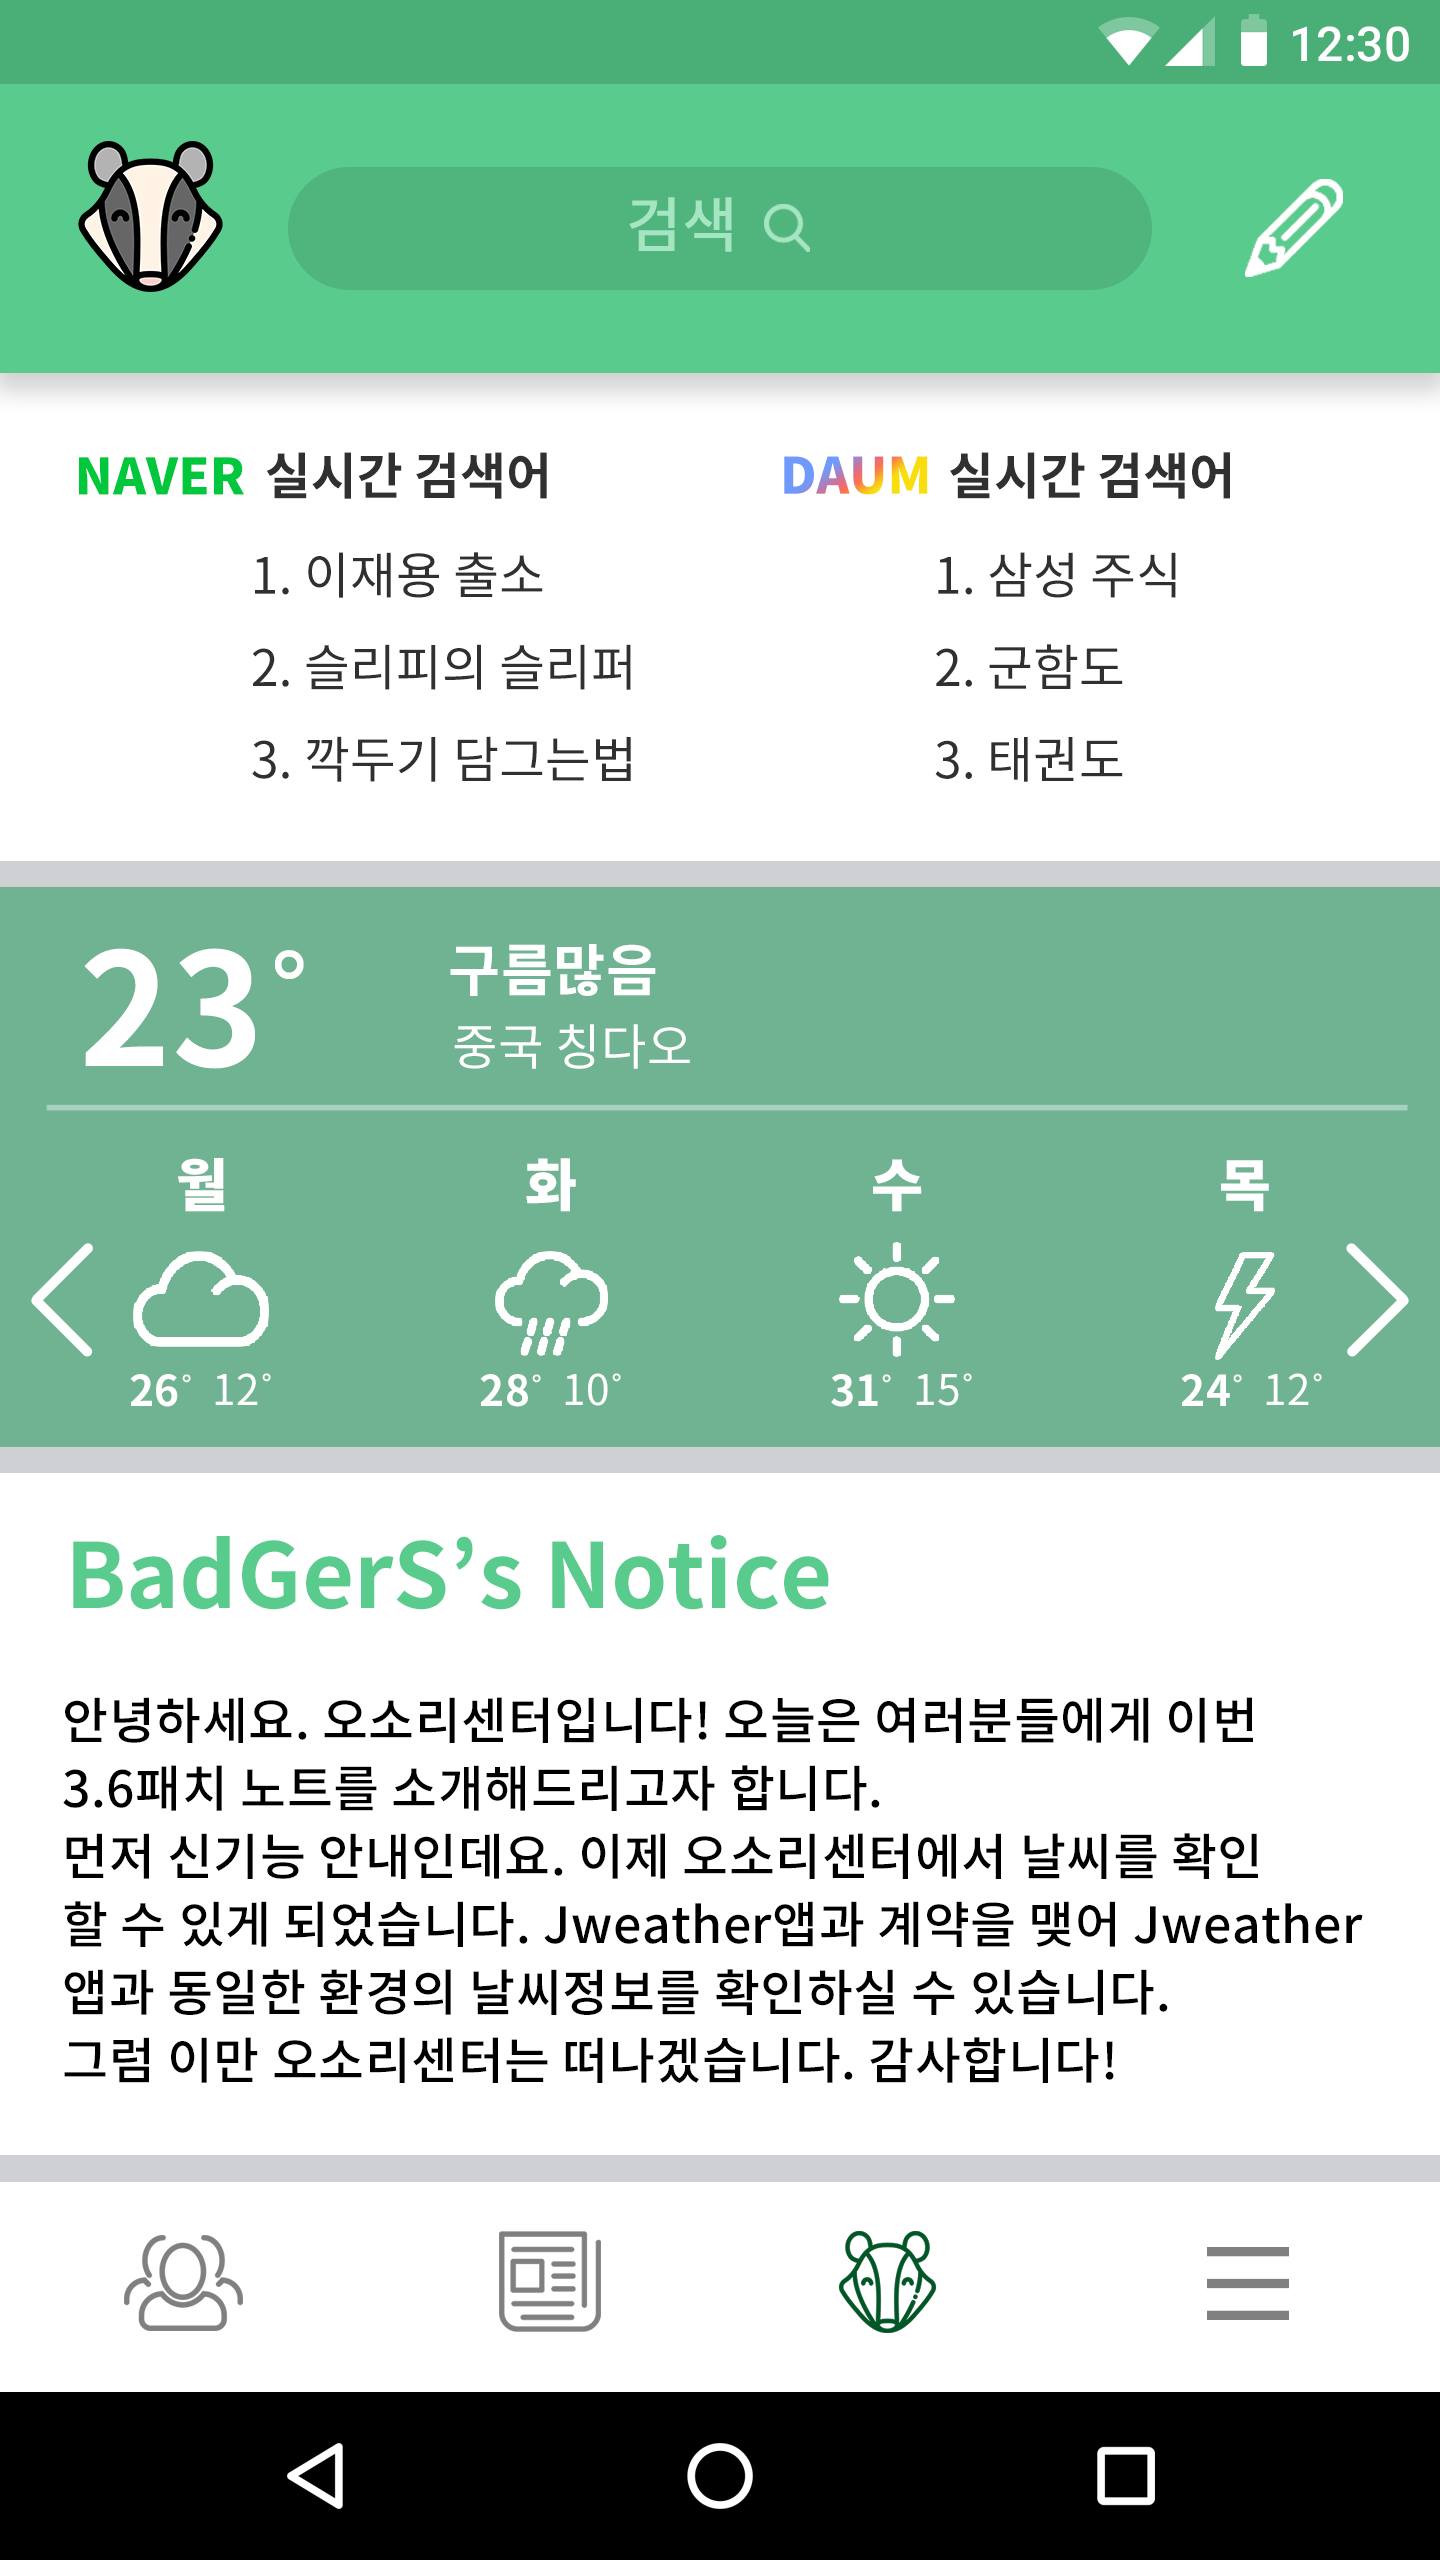 12:30
검색
NAVER 실시간 검색어
1. 이재용 출소
2. 슬리피의 슬리퍼
3. 깍두기 담그는법
DAUM 실시간 검색어
1. 삼성 주식
2. 군함도
3. 태권도
23°
구름많음
중국 칭다오
월 화 수 목
26° 12° 28° 10° 31° 15° 24° 12°
BadGerS’s Notice
안녕하세요. 오소리센터입니다! 오늘은 여러분들에게 이번
3.6패치 노트를 소개해드리고자 합니다.
먼저 신기능 안내인데요. 이제 오소리센터에서 날씨를 확인
할 수 있게 되었습니다. Jweather앱과 계약을 맺어 Jweather
앱과 동일한 환경의 날씨정보를 확인하실 수 있습니다.
그럼 이만 오소리센터는 떠나겠습니다. 감사합니다!